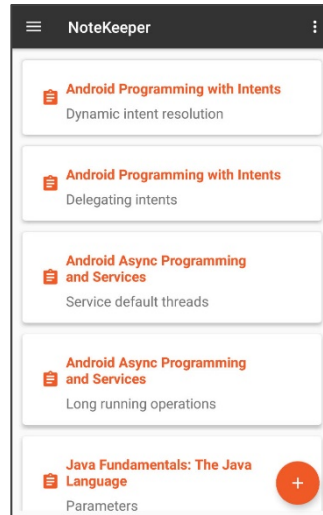 NoteKeeper
Android Programming with Intents
Dynamic intent resolution
Android Programming with Intents
Delegating intents
Android Async Programming
and Services
Service default threads
Android Async Programming
and Services
Long running operations
Java Fundamentals: The Java
Language
Parameters